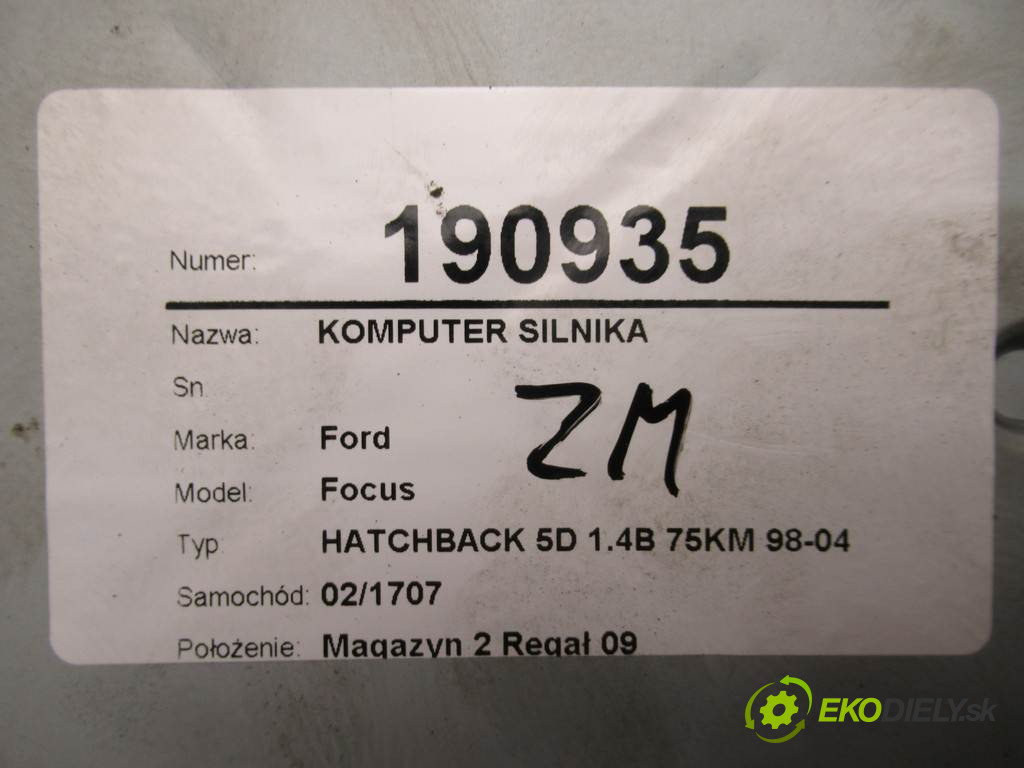 Numer: 190935
Nazwa: KOMPUTER SILNIKA
Sn
ZM
Marka: Ford
Model: Focus
Typ HATCHBACK 5D 1.4B 75KM 98-04
Samochód: 02/1707
Położenie: Magazyn 2 Regał 09
EKODIELY.sk